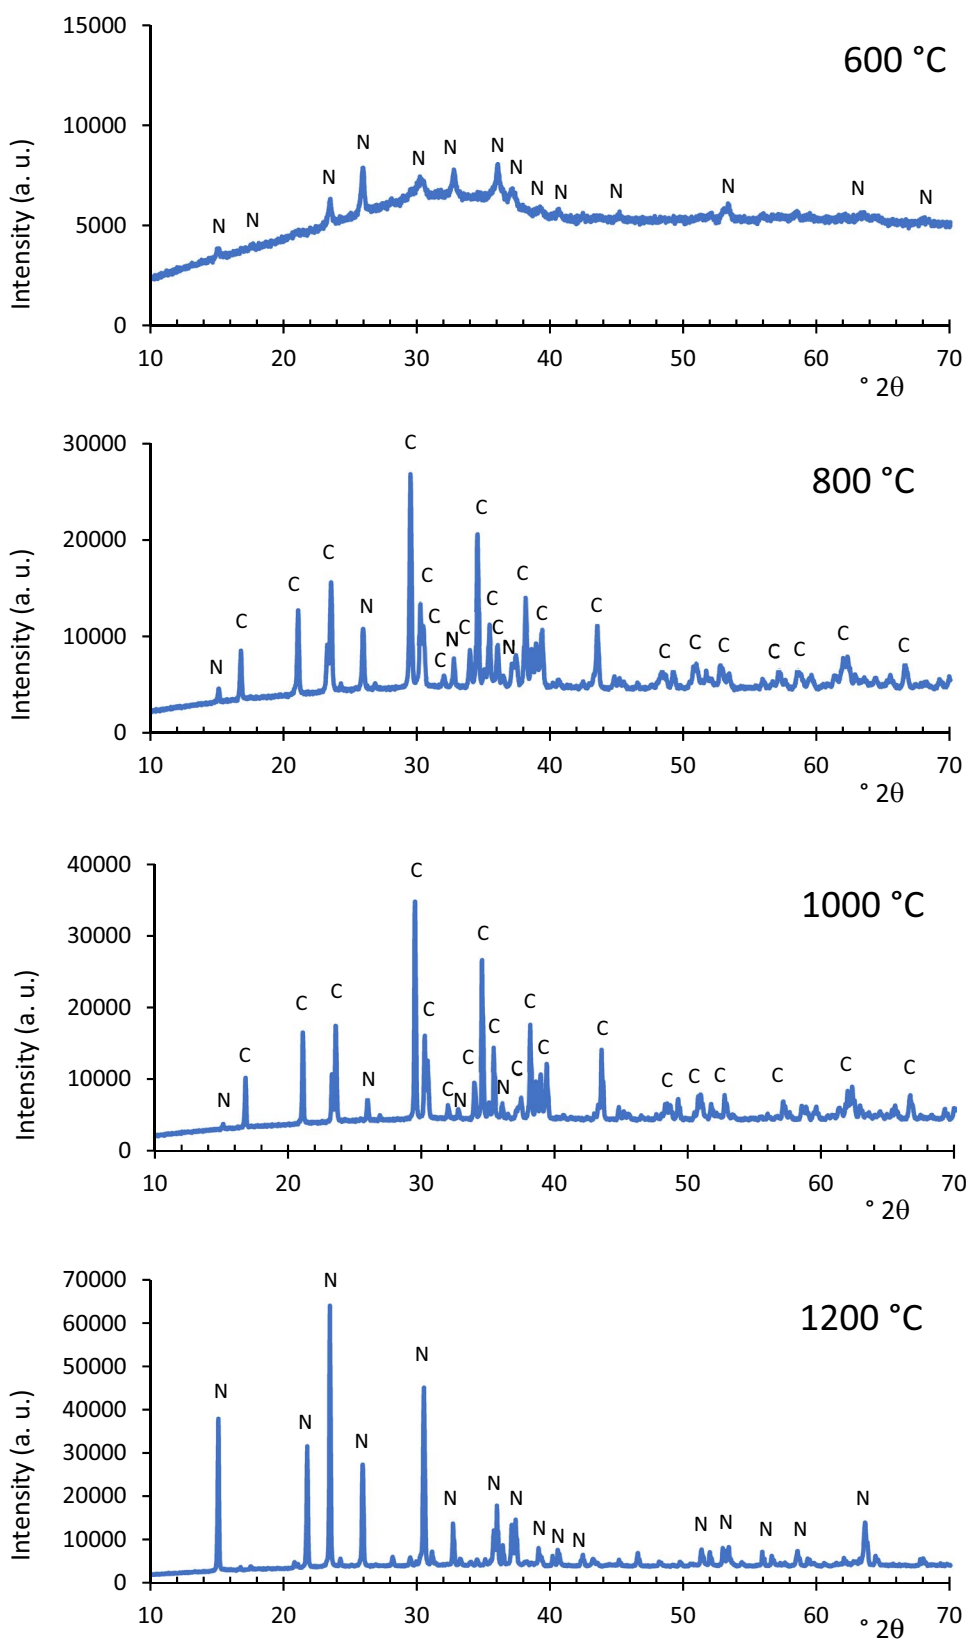 600 °C
Intensity (a. u.)
15000
10000
5000
0
N N N N N N N N N N N N N N N
10 20 30 40 50 60 70
° 2θ
800 °C
Intensity (a. u.)
30000
20000
10000
0
N C C C N C C C C N C C C C N C C C C C C C C C C
10 20 30 40 50 60 70
° 2θ
1000 °C
Intensity (a. u.)
40000
30000
20000
10000
0
N C C C N C C C N C C C N C C C C C C C C C C
10 20 30 40 50 60 70
° 2θ
1200 °C
Intensity (a. u.)
70000
60000
50000
40000
30000
20000
10000
0
N N N N N N N N N N N N N N N N
10 20 30 40 50 60 70
° 2θ